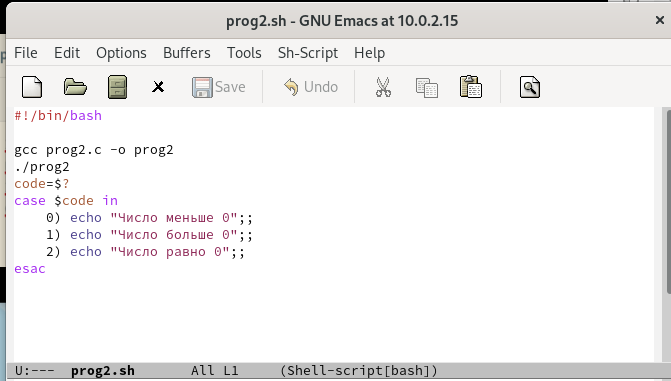 prog2.sh - GNU Emacs at 10.0.2.15
File Edit Options Buffers Tools Sh-Script Help
Save Undo
#!/bin/bash
gcc prog2.c -o prog2
./prog2
code=$?
case $code in
    0) echo "Число меньше 0";;
    1) echo "Число больше 0";;
    2) echo "Число равно 0";;
esac
U:--- prog2.sh All L1 (Shell-script[bash])